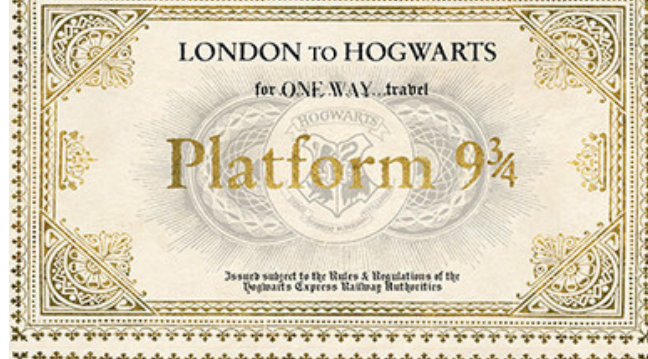 LONDON TO HOGWARTS
for ONE WAY...travel
HOGWARTS
Platform 9¾
Issued subject to the Rules & Regulations of the
Hogwarts Express Railway Authorities